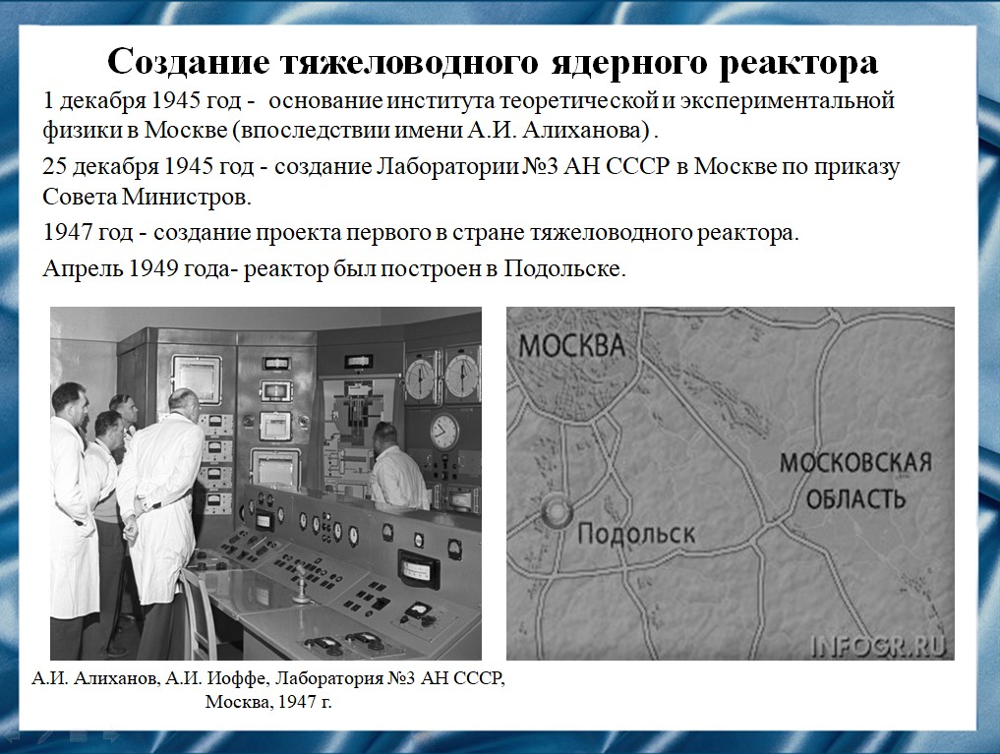 Создание тяжеловодного ядерного реактора
1 декабря 1945 год - основание института теоретической и экспериментальной
физики в Москве (впоследствии имени А.И. Алиханова) .
25 декабря 1945 год - создание Лаборатории №3 АН СССР в Москве по приказу
Совета Министров.
1947 год - создание проекта первого в стране тяжеловодного реактора.
Апрель 1949 года- реактор был построен в Подольске.
МОСКВА
МОСКОВСКАЯ
ОБЛАСТЬ
Подольск
INFOGR.RU
А.И. Алиханов, А.И. Иоффе, Лаборатория №3 АН СССР,
Москва, 1947 г.